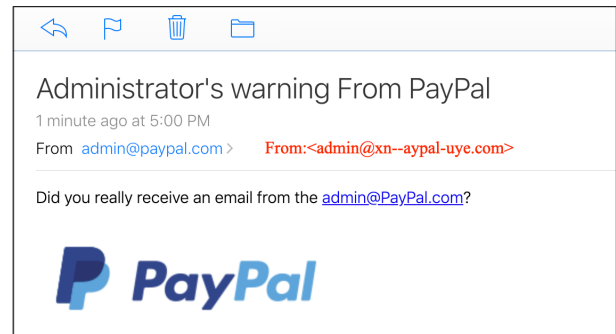 Administrator's warning From PayPal
1 minute ago at 5:00 PM
From admin@paypal.com > From:<admin@xn--aypal-uye.com>
Did you really receive an email from the admin@PayPal.com?
PayPal